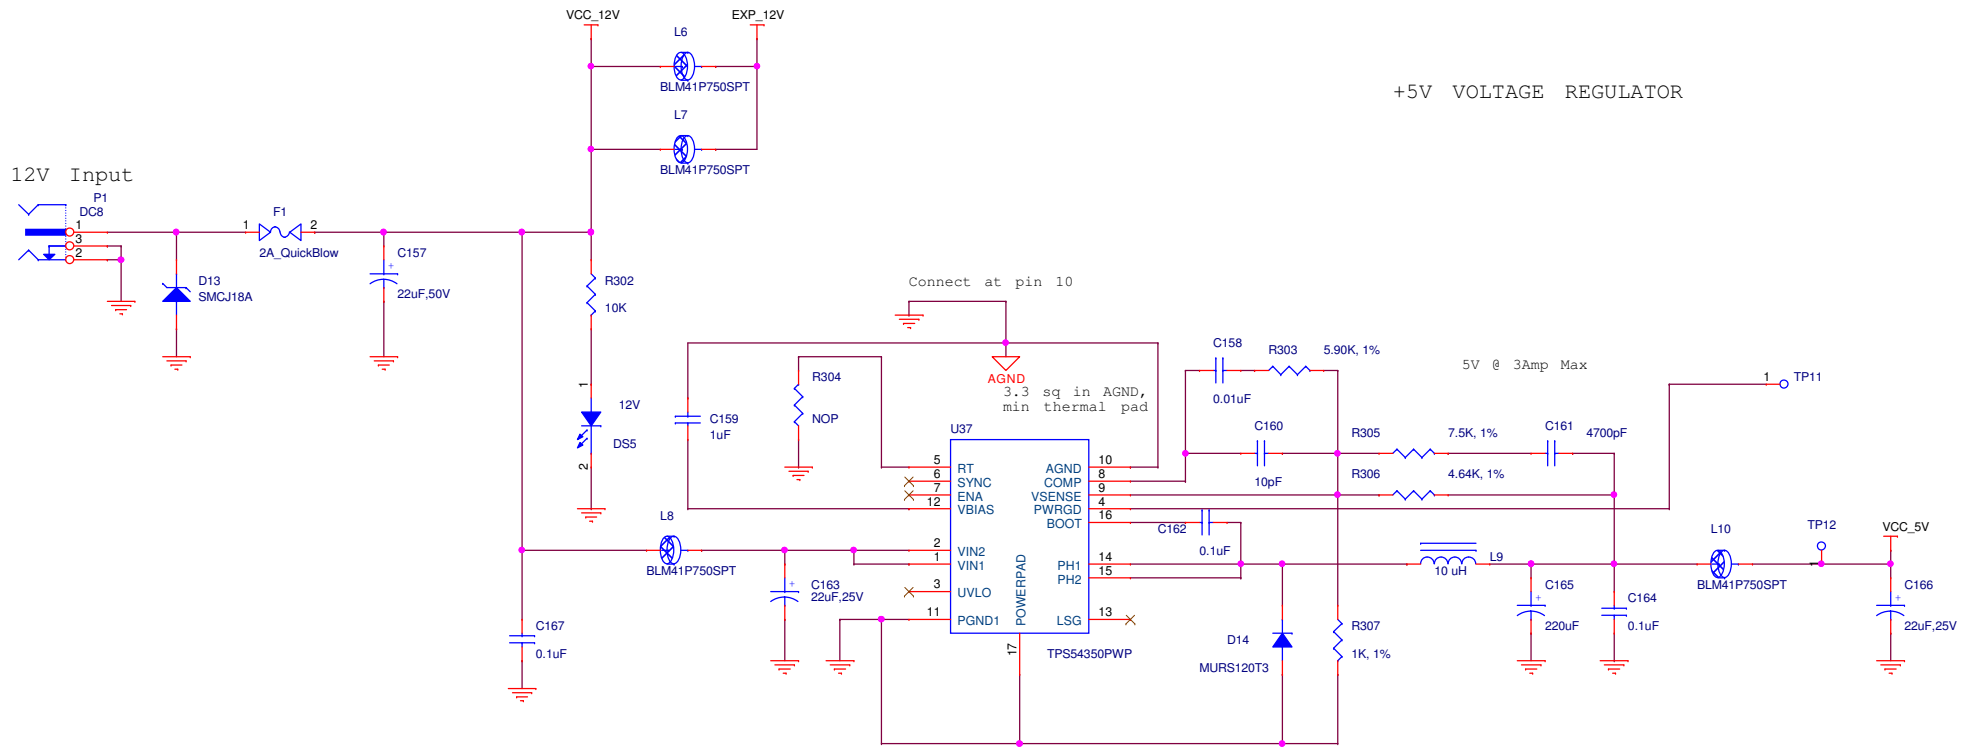 VCC_12V
EXP_12V
L6
BLM41P750SPT
+5V VOLTAGE REGULATOR
L7
BLM41P750SPT
12V Input
P1
DC8
1
3
2
F1
1
2
2A_QuickBlow
C157
+
22uF,50V
D13
SMCJ18A
R302
10K
Connect at pin 10
AGND
3.3 sq in AGND,
min thermal pad
C158
0.01uF
R303
5.90K, 1%
5V @ 3Amp Max
1
TP11
R304
NOP
1
12V
DS5
2
C159
1uF
U37
C160
10pF
R305
7.5K, 1%
C161
4700pF
R306
4.64K, 1%
5
RT
6
SYNC
7
ENA
12
VBIAS
2
VIN2
1
VIN1
3
UVLO
11
PGND1
AGND
10
COMP
8
VSENSE
9
PWRGD
4
BOOT
16
PH1
14
PH2
15
LSG
13
POWERPAD
17
TPS54350PWP
C162
0.1uF
L8
BLM41P750SPT
C163
+
22uF,25V
C167
0.1uF
L9
10 uH
L10
BLM41P750SPT
TP12
VCC_5V
C165
+
220uF
C164
0.1uF
C166
+
22uF,25V
D14
MURS120T3
R307
1K, 1%